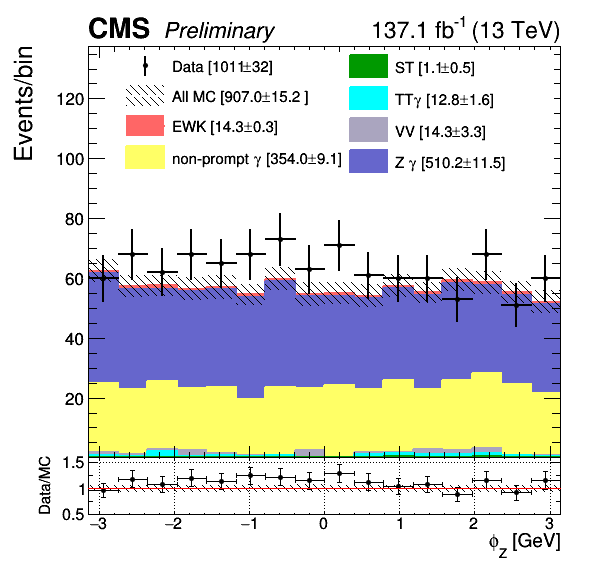 CMS Preliminary 137.1 fb⁻¹ (13 TeV)
Events/bin
Data [1011±32]
All MC [907.0±15.2 ]
EWK [14.3±0.3]
non-prompt γ [354.0±9.1]
ST [1.1±0.5]
TTγ [12.8±1.6]
VV [14.3±3.3]
Z γ [510.2±11.5]
120
100
80
60
40
20
Data/MC
1.5
1
0.5
−3 −2 −1 0 1 2 3
ϕ_Z [GeV]